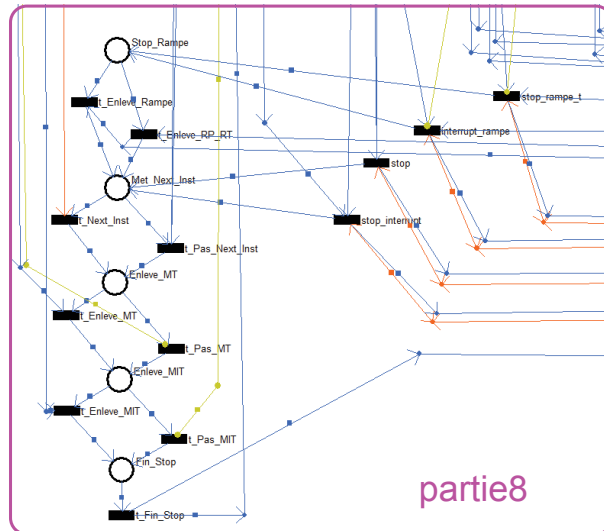 Stop_Rampe
stop_rampe_t
t_Enleve_Rampe
interrupt_rampe
t_Enleve_RP_RT
stop
Met_Next_Inst
t_Next_Inst
stop_interrupt
t_Pas_Next_Inst
Enleve_MT
t_Enleve_MT
t_Pas_MT
Enleve_MIT
t_Enleve_MIT
t_Pas_MIT
Fin_Stop
partie8
t_Fin_Stop